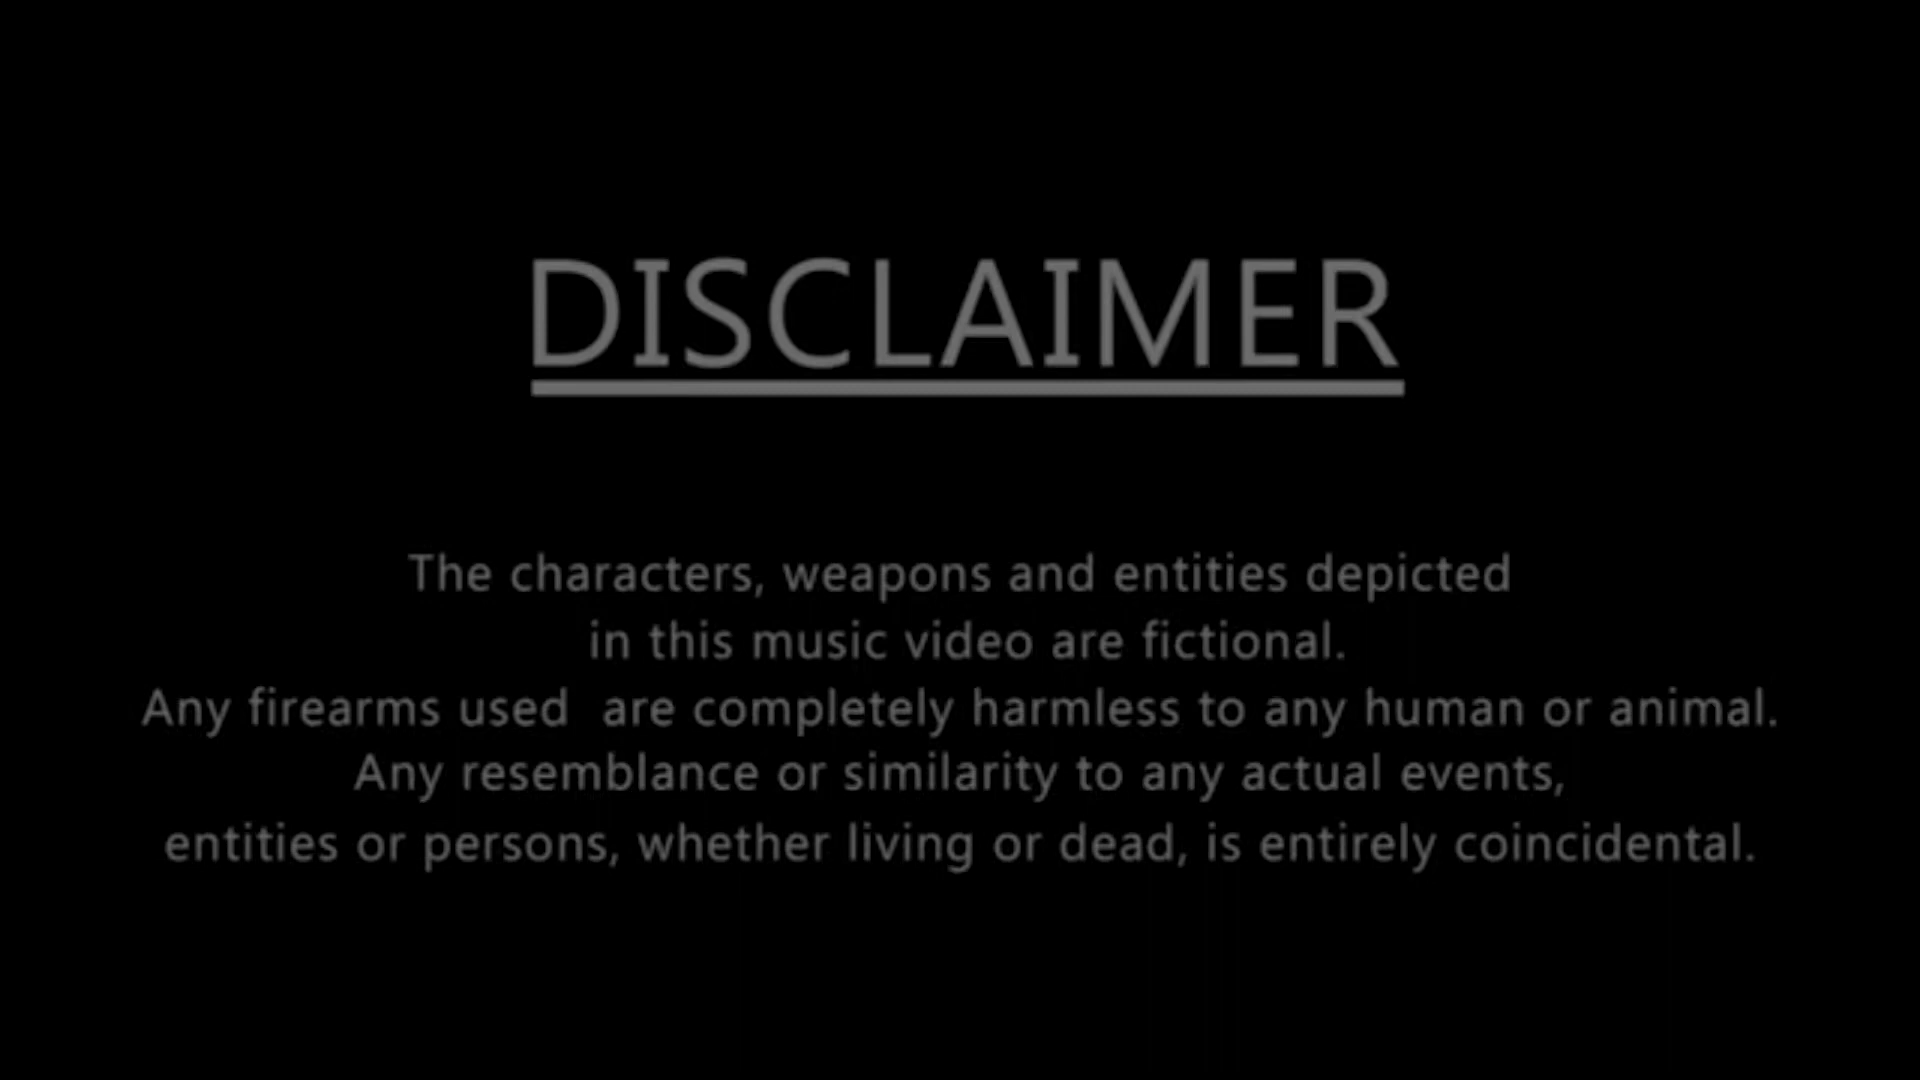 DISCLAIMER
The characters, weapons and entities depicted
in this music video are fictional.
Any firearms used  are completely harmless to any human or animal.
Any resemblance or similarity to any actual events,
entities or persons, whether living or dead, is entirely coincidental.